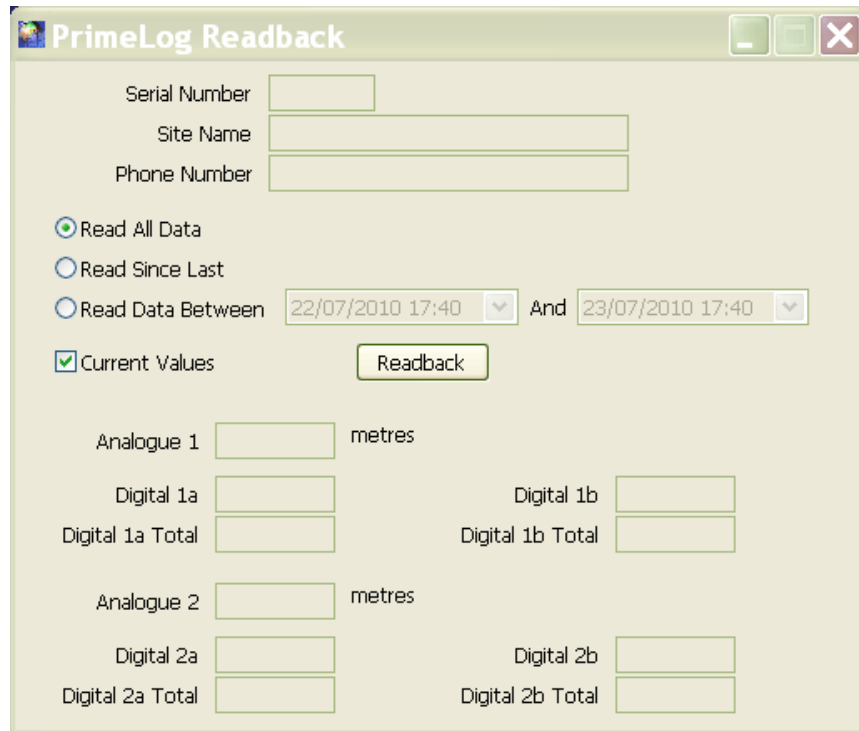 PrimeLog Readback
Serial Number
Site Name
Phone Number
Read All Data
Read Since Last
Read Data Between 22/07/2010 17:40 And 23/07/2010 17:40
Current Values Readback
Analogue 1 metres
Digital 1a Digital 1b
Digital 1a Total Digital 1b Total
Analogue 2 metres
Digital 2a Digital 2b
Digital 2a Total Digital 2b Total